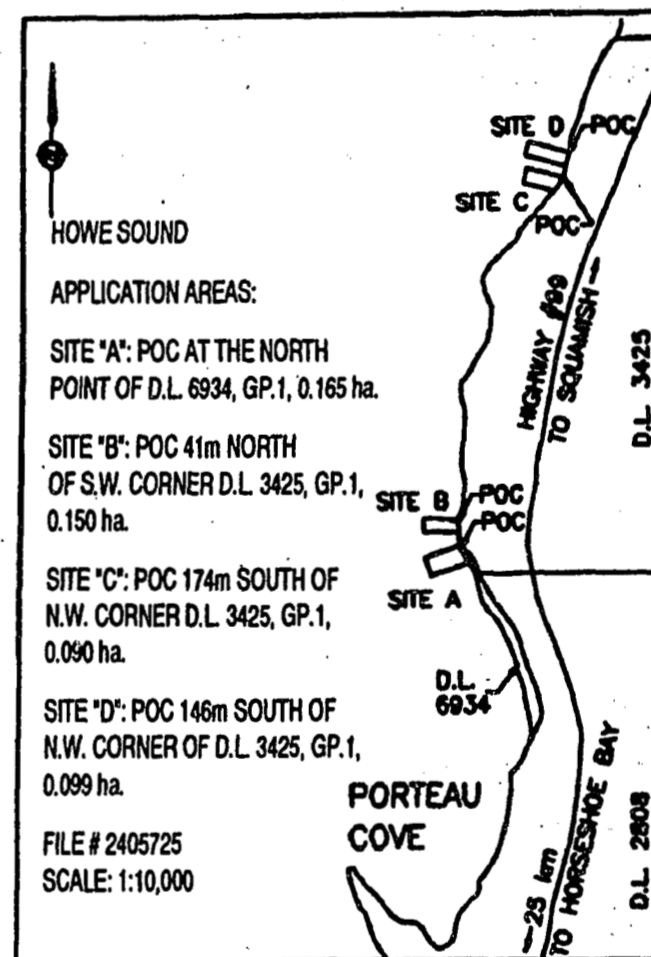 HOWE SOUND
APPLICATION AREAS:
SITE "A": POC AT THE NORTH
POINT OF D.L. 6934, GP.1, 0.165 ha.
SITE "B": POC 41m NORTH
OF S.W. CORNER D.L. 3425, GP.1,
0.150 ha.
SITE "C": POC 174m SOUTH OF
N.W. CORNER D.L. 3425, GP.1,
0.090 ha.
SITE "D": POC 146m SOUTH OF
N.W. CORNER OF D.L. 3425, GP.1,
0.099 ha.
FILE # 2405725
SCALE: 1:10,000
SITE D
POC
SITE C
POC
HIGHWAY #99
TO SQUAMISH
D.L. 3425
SITE B
POC
POC
SITE A
D.L.
6934
PORTEAU
COVE
25 km
TO HORSESHOE BAY
D.L. 2808